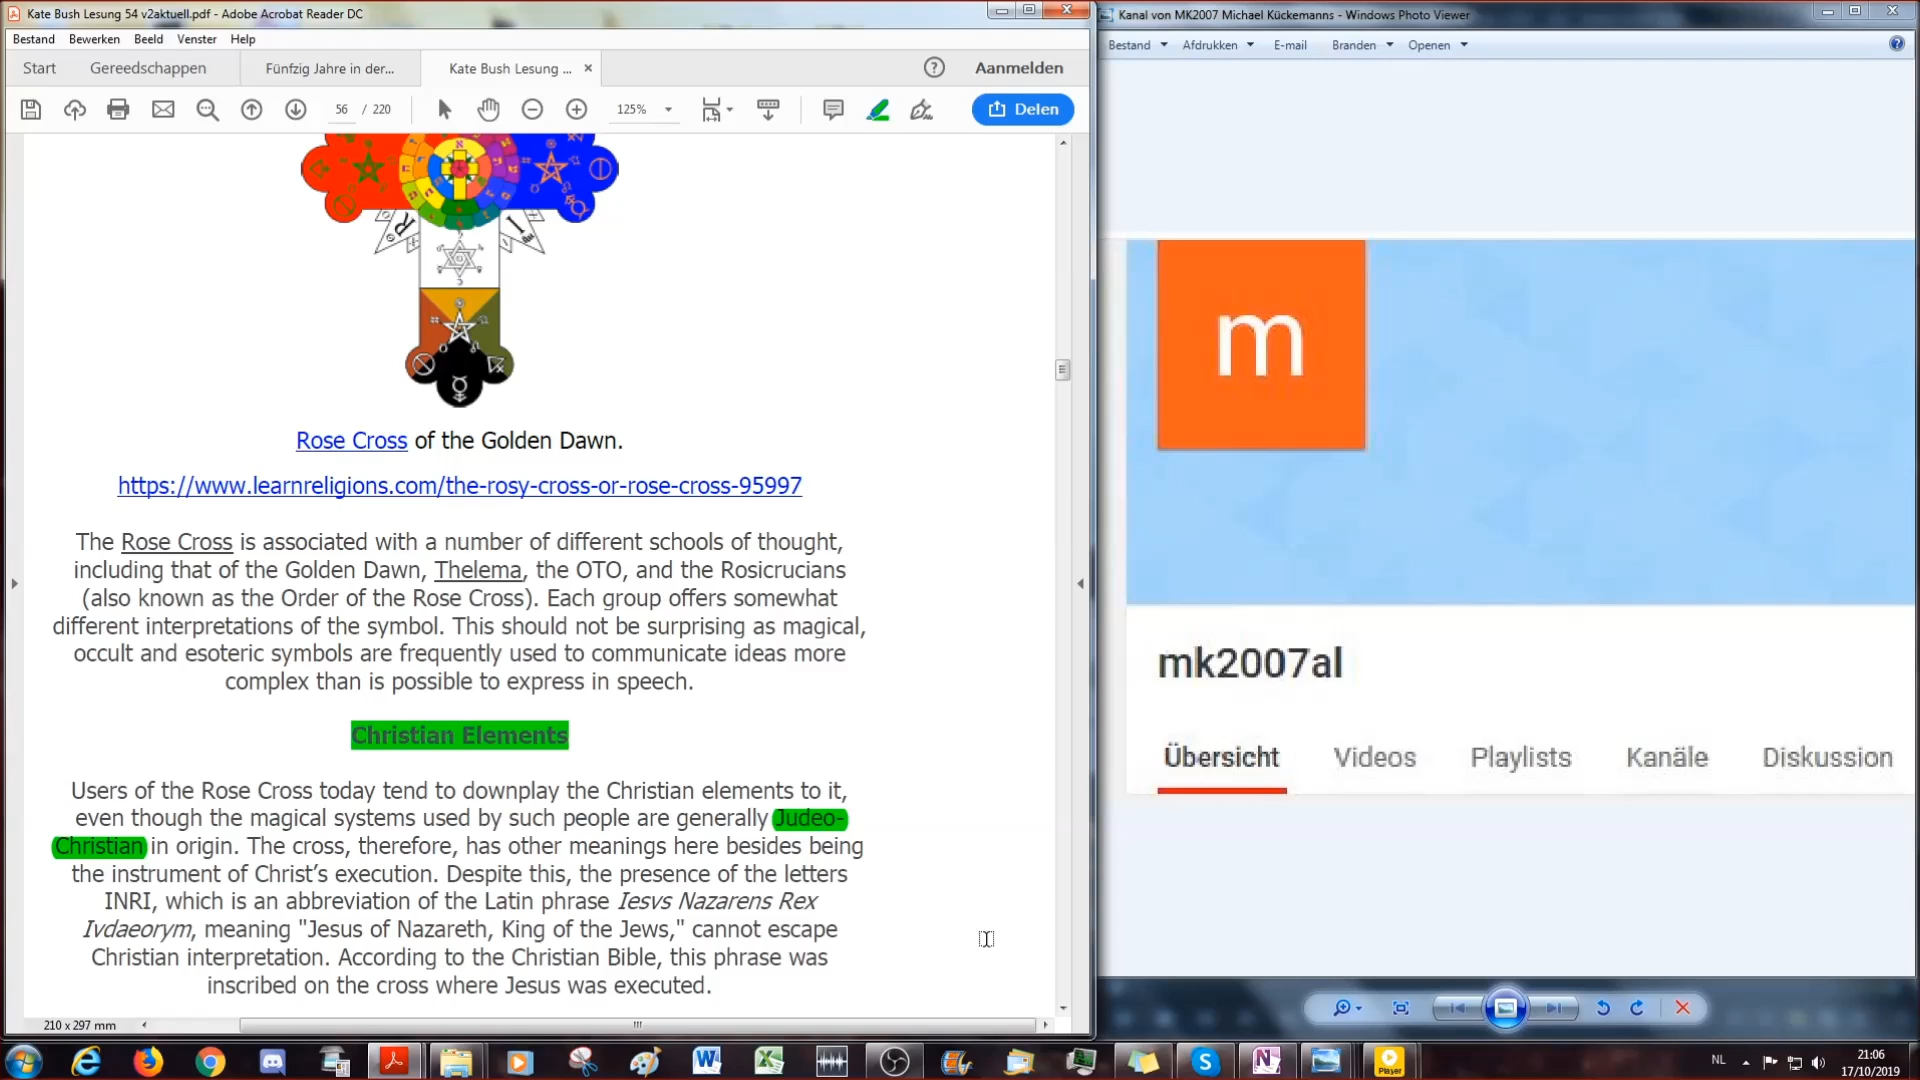 Kate Bush Lesung 54 v2aktuell.pdf - Adobe Acrobat Reader DC
Bestand Bewerken Beeld Venster Help
Start Gereedschappen Fünfzig Jahre in der... Kate Bush Lesung ... Aanmelden
56 / 220 125% Delen
R I
Rose Cross of the Golden Dawn.
https://www.learnreligions.com/the-rosy-cross-or-rose-cross-95997
The Rose Cross is associated with a number of different schools of thought,
including that of the Golden Dawn, Thelema, the OTO, and the Rosicrucians
(also known as the Order of the Rose Cross). Each group offers somewhat
different interpretations of the symbol. This should not be surprising as magical,
occult and esoteric symbols are frequently used to communicate ideas more
complex than is possible to express in speech.
Christian Elements
Users of the Rose Cross today tend to downplay the Christian elements to it,
even though the magical systems used by such people are generally Judeo-
Christian in origin. The cross, therefore, has other meanings here besides being
the instrument of Christ’s execution. Despite this, the presence of the letters
INRI, which is an abbreviation of the Latin phrase Iesvs Nazarens Rex
Ivdaeorym, meaning "Jesus of Nazareth, King of the Jews," cannot escape
Christian interpretation. According to the Christian Bible, this phrase was
inscribed on the cross where Jesus was executed.
210 x 297 mm
Kanal von MK2007 Michael Kückemanns - Windows Photo Viewer
Bestand Afdrukken E-mail Branden Openen
m
mk2007al
Übersicht Videos Playlists Kanäle Diskussion
Player
NL
21:06
17/10/2019